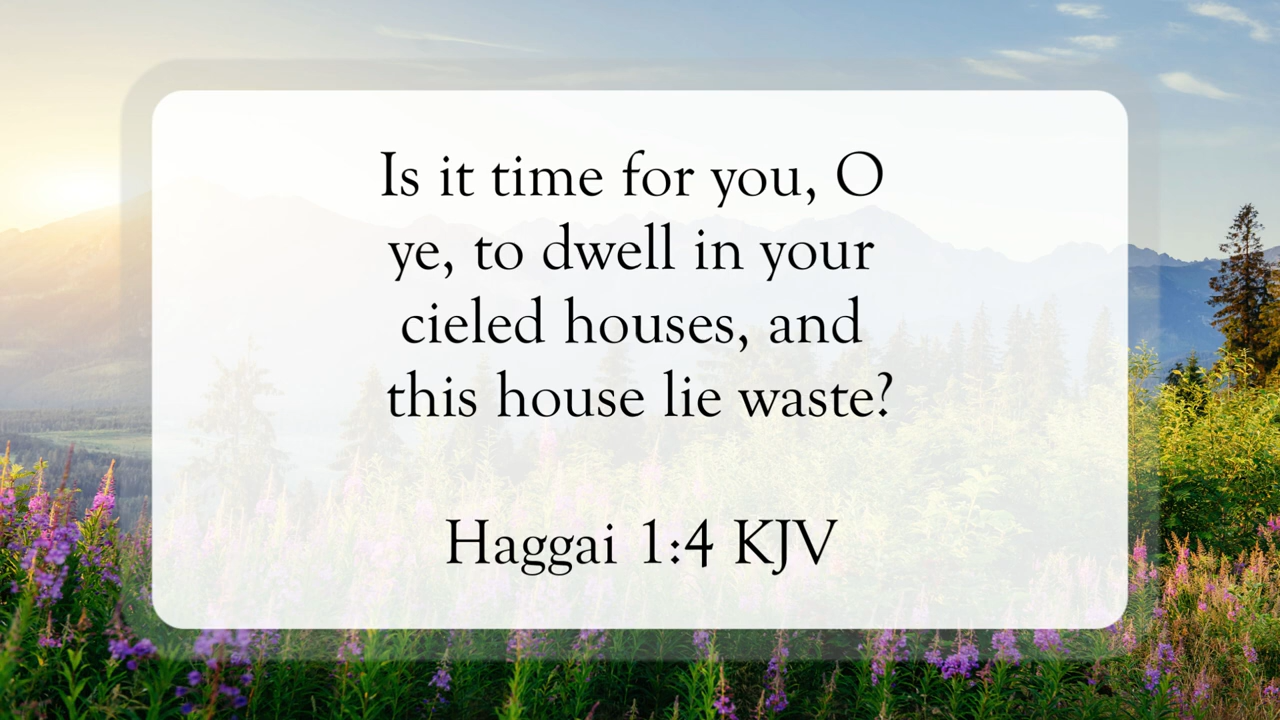 Is it time for you, O
ye, to dwell in your
cieled houses, and
this house lie waste?
Haggai 1:4 KJV